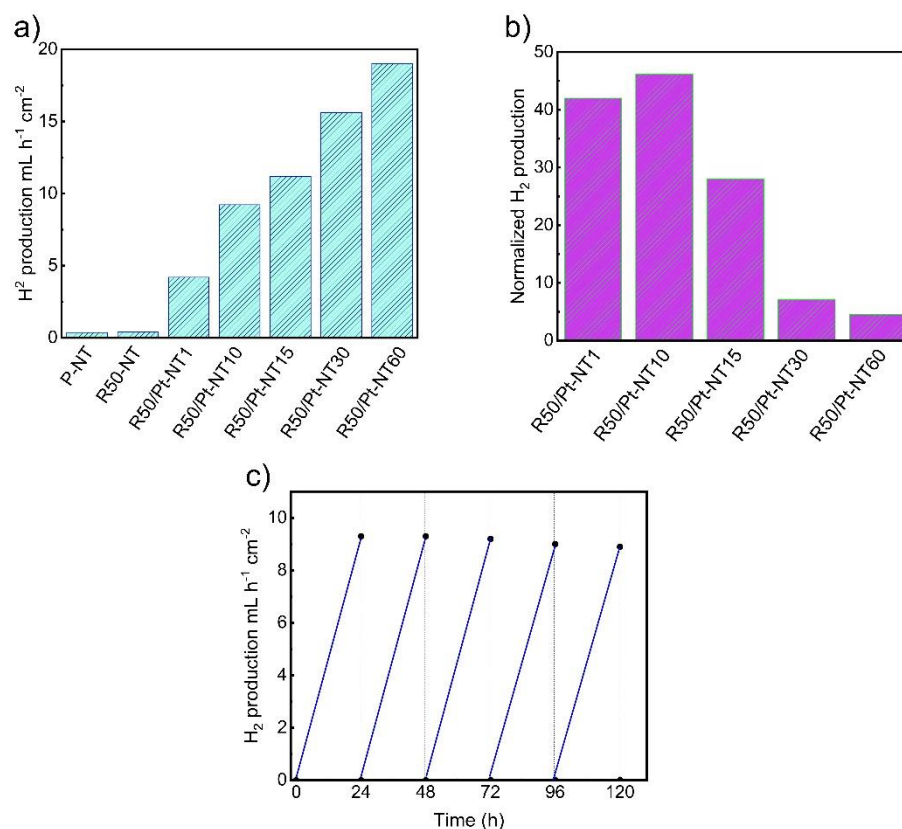 a)
H² production mL h⁻¹ cm⁻²
20
15
10
5
0
P-NT
R50-NT
R50/Pt-NT1
R50/Pt-NT10
R50/Pt-NT15
R50/Pt-NT30
R50/Pt-NT60
b)
Normalized H₂ production
50
40
30
20
10
0
R50/Pt-NT1
R50/Pt-NT10
R50/Pt-NT15
R50/Pt-NT30
R50/Pt-NT60
c)
H₂ production mL h⁻¹ cm⁻²
10
8
6
4
2
0
0 24 48 72 96 120
Time (h)